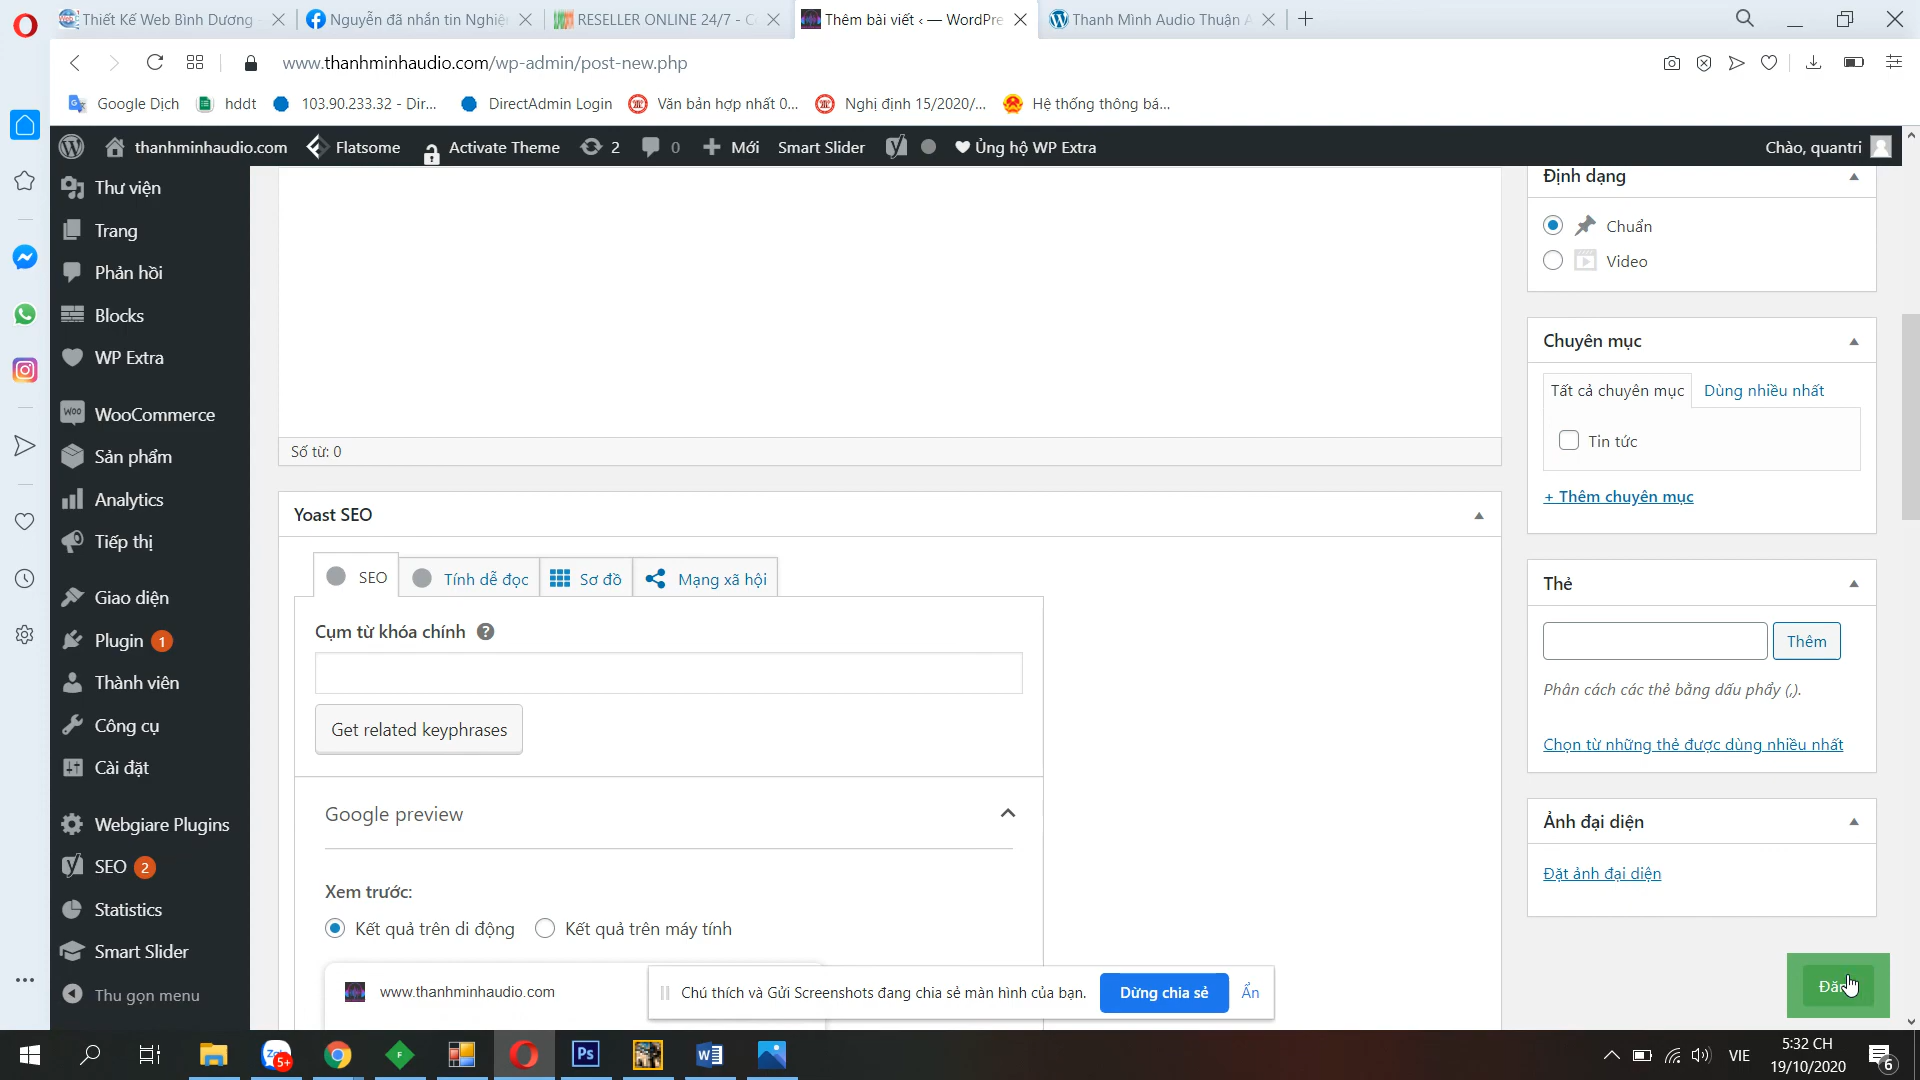 Thiết Kế Web Bình Dương
Nguyễn đã nhắn tin
RESELLER ONLINE 24/7 -
Thêm bài viết ‹ — WordPre
Thanh Minh Audio Thuận A
www.thanhminhaudio.com/wp-admin/post-new.php
Google Dịch
hddt
103.90.233.32 - Dir...
DirectAdmin Login
Văn bản hợp nhất 0...
Nghị định 15/2020/...
Hệ thống thông bá...
thanhminhaudio.com
Flatsome
Activate Theme
2
0
Mới
Smart Slider
Ủng hộ WP Extra
Chào, quantri
Thư viện
Trang
Phản hồi
Blocks
WP Extra
WooCommerce
Sản phẩm
Analytics
Tiếp thị
Giao diện
Plugin 1
Thành viên
Công cụ
Cài đặt
Webgiare Plugins
SEO 2
Statistics
Smart Slider
Thu gọn menu
Số từ: 0
Yoast SEO
SEO
Tính dễ đọc
Sơ đồ
Mạng xã hội
Cụm từ khóa chính
Get related keyphrases
Google preview
Xem trước:
Kết quả trên di động
Kết quả trên máy tính
www.thanhminhaudio.com
Chú thích và Gửi Screenshots đang chia sẻ màn hình của bạn.
Dừng chia sẻ
Ẩn
Định dạng
Chuẩn
Video
Chuyên mục
Tất cả chuyên mục
Dùng nhiều nhất
Tin tức
+ Thêm chuyên mục
Thẻ
Thêm
Phân cách các thẻ bằng dấu phẩy (,).
Chọn từ những thẻ được dùng nhiều nhất
Ảnh đại diện
Đặt ảnh đại diện
VIE
5:32 CH
19/10/2020
6
5+
Ps